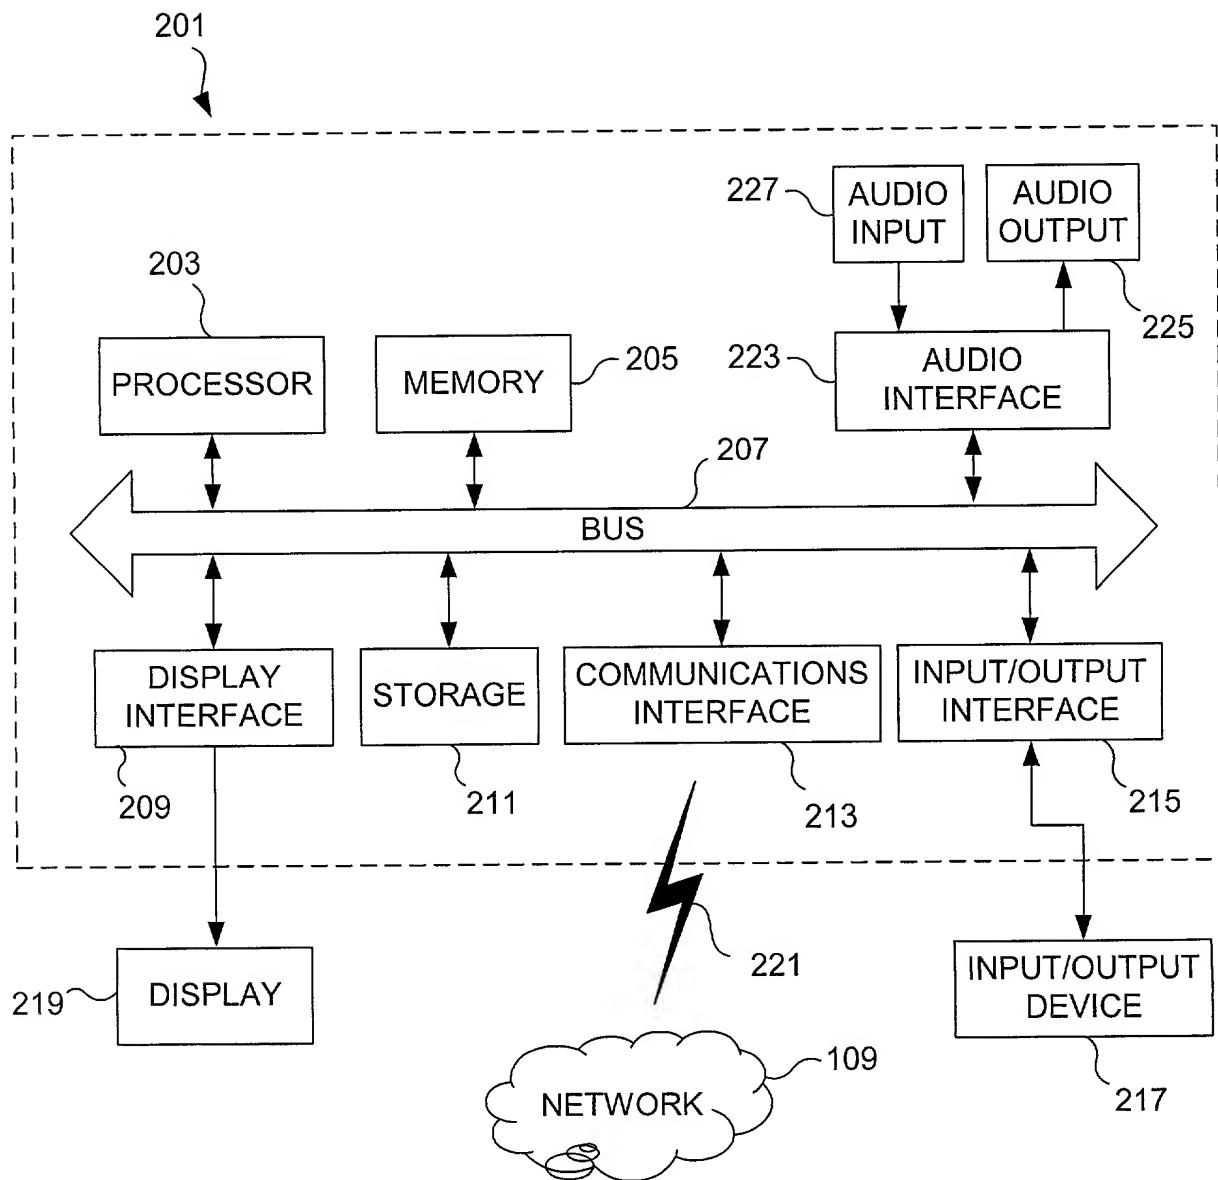 201
227
AUDIO
INPUT
AUDIO
OUTPUT
225
203
PROCESSOR
MEMORY
205
223
AUDIO
INTERFACE
207
BUS
DISPLAY
INTERFACE
209
STORAGE
211
COMMUNICATIONS
INTERFACE
213
INPUT/OUTPUT
INTERFACE
215
219
DISPLAY
221
INPUT/OUTPUT
DEVICE
217
109
NETWORK